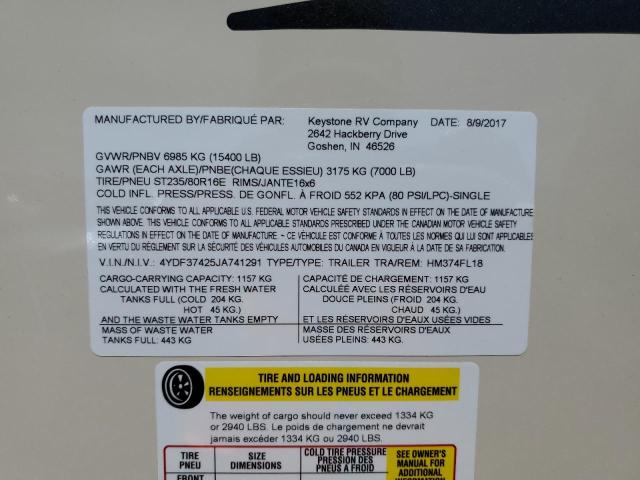 MANUFACTURED BY/FABRIQUÉ PAR: Keystone RV Company DATE: 8/9/2017
2642 Hackberry Drive
Goshen, IN 46526
GVWR/PNBV 6985 KG (15400 LB)
GAWR (EACH AXLE)/PNBE(CHAQUE ESSIEU) 3175 KG (7000 LB)
TIRE/PNEU ST235/80R16E RIMS/JANTE16x6
COLD INFL. PRESS/PRESS. DE GONFL. À FROID 552 KPA (80 PSI/LPC)-SINGLE
THIS VEHICLE CONFORMS TO ALL APPLICABLE U.S. FEDERAL MOTOR VEHICLE SAFETY STANDARDS IN EFFECT ON THE DATE OF MANUFACTURE
SHOWN ABOVE. THIS VEHICLE CONFORMS TO ALL APPLICABLE STANDARDS PRESCRIBED UNDER THE CANADIAN MOTOR VEHICLE SAFETY
REGULATIONS IN EFFECT ON THE DATE OF MANUFACTURE - CE VÉHICULE EST CONFORME À TOUTES LES NORMES QUI LUI SONT APPLICABLES
EN VERTU DU RÈGLEMENT SUR LA SÉCURITÉ DES VÉHICULES AUTOMOBILES DU CANADA EN VIGUEUR À LA DATE DE SA FABRICATION.
V.I.N./N.I.V.: 4YDF37425JA741291 TYPE/TYPE: TRAILER TRA/REM: HM374FL18
CARGO-CARRYING CAPACITY: 1157 KG
CALCULATED WITH THE FRESH WATER
TANKS FULL (COLD 204 KG.
HOT 45 KG.)
AND THE WASTE WATER TANKS EMPTY
MASS OF WASTE WATER
TANKS FULL: 443 KG
CAPACITÉ DE CHARGEMENT: 1157 KG
CALCULÉE AVEC LES RÉSERVOIRS D'EAU
DOUCE PLEINS (FROID 204 KG.
CHAUD 45 KG.)
ET LES RÉSERVOIRS D'EAUX USÉES VIDES
MASSE DES RÉSERVOIRS D'EAU
USÉES PLEINS: 443 KG.
TIRE AND LOADING INFORMATION
RENSEIGNEMENTS SUR LES PNEUS ET LE CHARGEMENT
The weight of cargo should never exceed 1334 KG
or 2940 LBS. Le poids de chargement ne devrait
jamais excéder 1334 KG ou 2940 LBS.
TIRE
PNEU
SIZE
DIMENSIONS
COLD TIRE PRESSURE
PRESSION DES
PNEUS A FROID
SEE OWNER'S
MANUAL FOR
ADDITIONAL
INFORMATION
FRONT